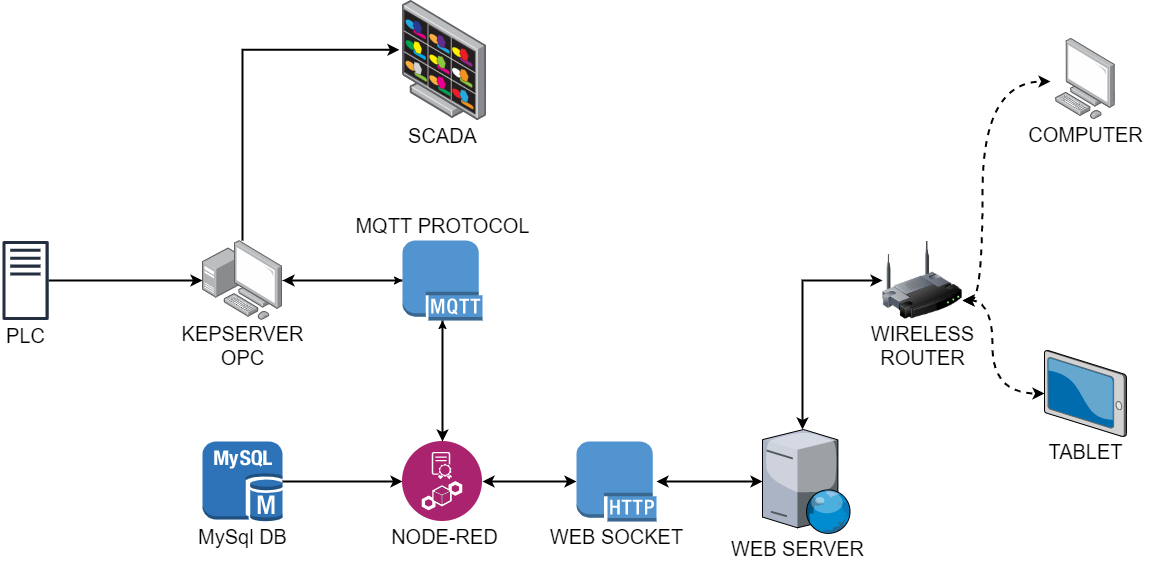 SCADA
COMPUTER
MQTT PROTOCOL
MQTT
PLC
KEPSERVER
OPC
WIRELESS
ROUTER
TABLET
MySQL
M
MySql DB
NODE-RED
HTTP
WEB SOCKET
WEB SERVER